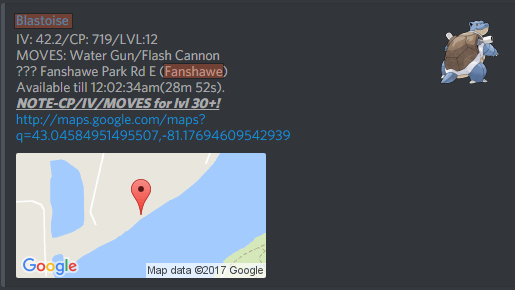 Blastoise
IV: 42.2/CP: 719/LVL:12
MOVES: Water Gun/Flash Cannon
??? Fanshawe Park Rd E (Fanshawe)
Available till 12:02:34am(28m 52s).
NOTE-CP/IV/MOVES for lvl 30+!
http://maps.google.com/maps?
q=43.04584951495507,-81.17694609542939
Google
Map data ©2017 Google